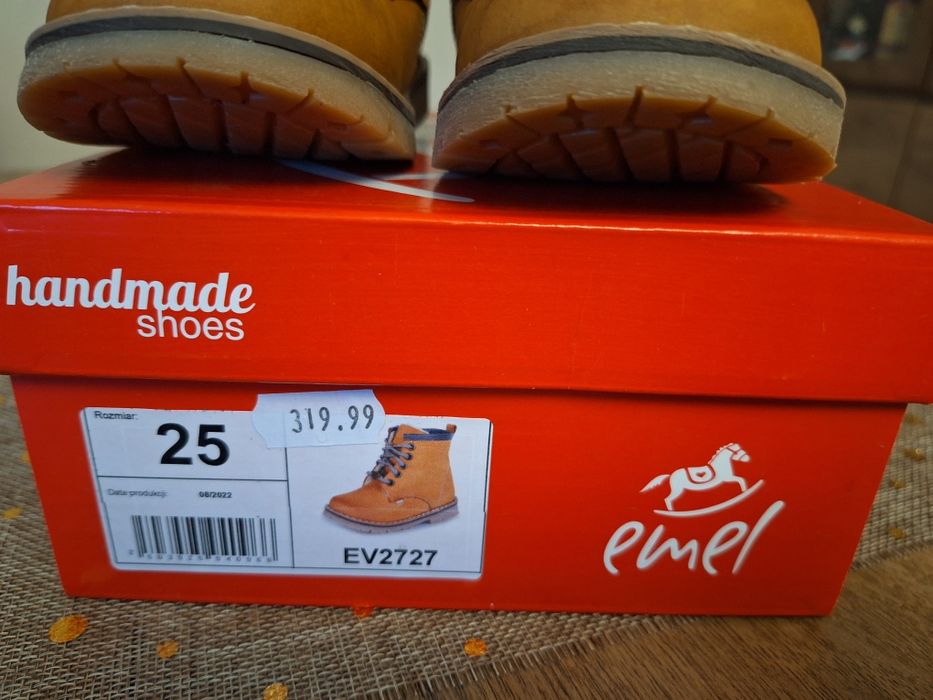 handmade
shoes
319.99
Rozmiar:
25
Data produkcji:
08/2022
EV2727
emel